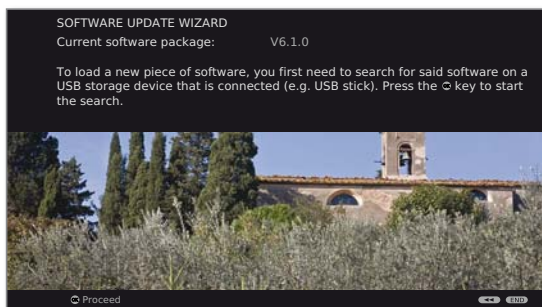 SOFTWARE UPDATE WIZARD
Current software package: V6.1.0
To load a new piece of software, you first need to search for said software on a
USB storage device that is connected (e.g. USB stick). Press the OK key to start
the search.
OK Proceed
◄◄ END